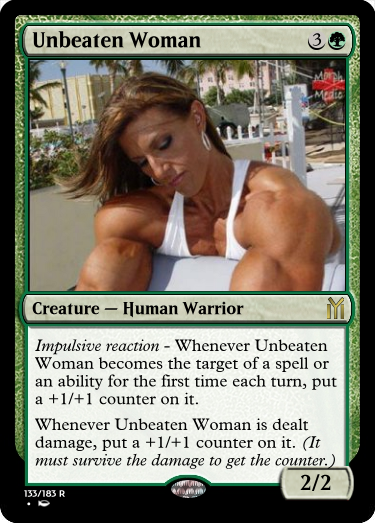 Unbeaten Woman 3
Morph
Medic
Creature — Human Warrior
Impulsive reaction - Whenever Unbeaten
Woman becomes the target of a spell or
an ability for the first time each turn, put
a +1/+1 counter on it.
Whenever Unbeaten Woman is dealt
damage, put a +1/+1 counter on it. (It
must survive the damage to get the counter.)
2/2
133/183 R